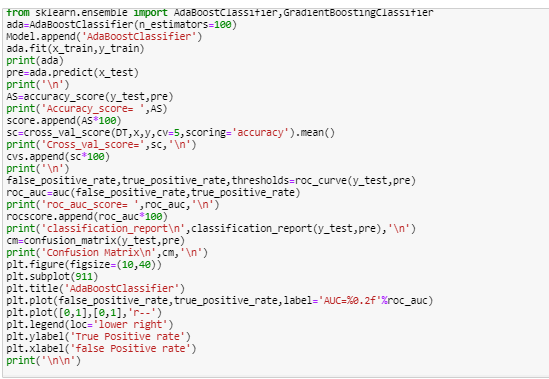 from sklearn.ensemble import AdaBoostClassifier,GradientBoostingClassifier
ada=AdaBoostClassifier(n_estimators=100)
Model.append('AdaBoostClassifier')
ada.fit(x_train,y_train)
print(ada)
pre=ada.predict(x_test)
print('\n')
AS=accuracy_score(y_test,pre)
print('Accuracy_score= ',AS)
score.append(AS*100)
sc=cross_val_score(DT,x,y,cv=5,scoring='accuracy').mean()
print('Cross_val_score=',sc,'\n')
cvs.append(sc*100)
print('\n')
false_positive_rate,true_positive_rate,thresholds=roc_curve(y_test,pre)
roc_auc=auc(false_positive_rate,true_positive_rate)
print('roc_auc_score= ',roc_auc,'\n')
rocscore.append(roc_auc*100)
print('classification_report\n',classification_report(y_test,pre),'\n')
cm=confusion_matrix(y_test,pre)
print('Confusion Matrix\n',cm,'\n')
plt.figure(figsize=(10,40))
plt.subplot(911)
plt.title('AdaBoostClassifier')
plt.plot(false_positive_rate,true_positive_rate,label='AUC=%0.2f'%roc_auc)
plt.plot([0,1],[0,1],'r--')
plt.legend(loc='lower right')
plt.ylabel('True Positive rate')
plt.xlabel('false Positive rate')
print('\n\n')